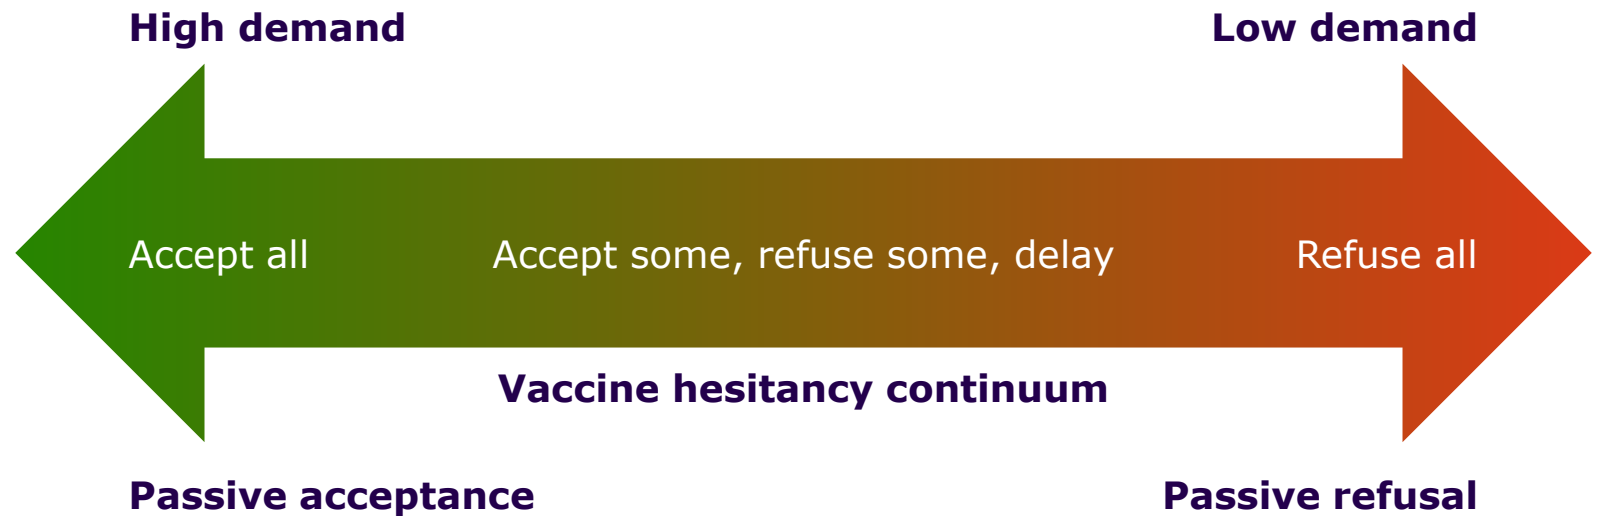 High demand
Low demand
Accept all
Accept some, refuse some, delay
Refuse all
Vaccine hesitancy continuum
Passive acceptance
Passive refusal